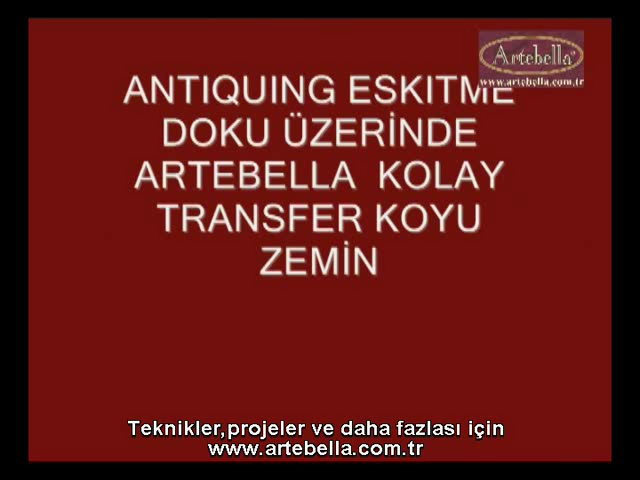 Artebella
www.artebella.com.tr
ANTIQUING ESKITME
DOKU ÜZERİNDE
ARTEBELLA KOLAY
TRANSFER KOYU
ZEMİN
Teknikler,projeler ve daha fazlası için
www.artebella.com.tr